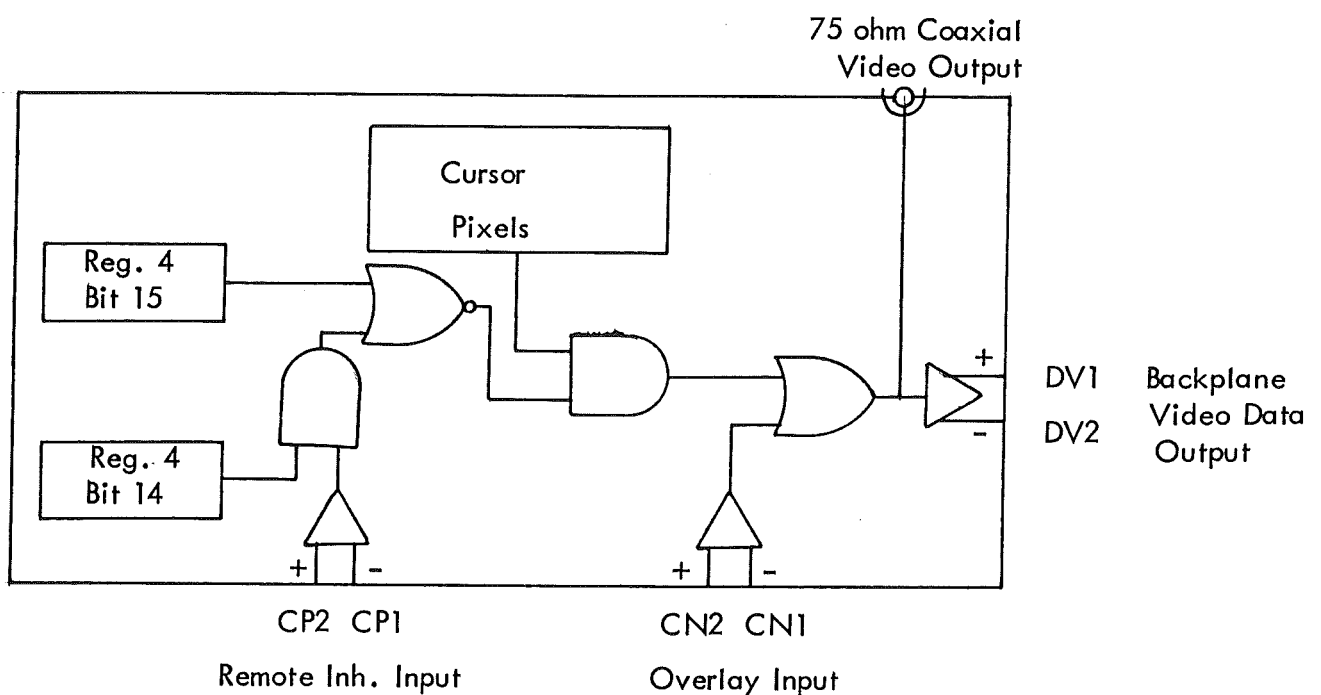 75 ohm Coaxial
Video Output
Cursor
Pixels
Reg. 4
Bit 15
Reg. 4
Bit 14
+
-
DV1
DV2
Backplane
Video Data
Output
+ -
+ -
CP2 CP1
CN2 CN1
Remote Inh. Input
Overlay Input